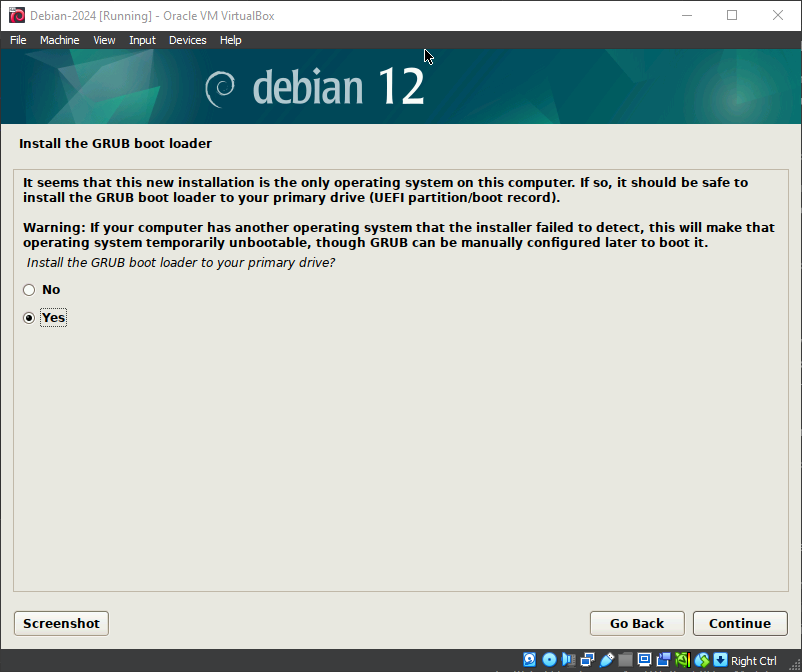 Debian-2024 [Running] - Oracle VM VirtualBox
File Machine View Input Devices Help
debian 12
Install the GRUB boot loader
It seems that this new installation is the only operating system on this computer. If so, it should be safe to
install the GRUB boot loader to your primary drive (UEFI partition/boot record).
Warning: If your computer has another operating system that the installer failed to detect, this will make that
operating system temporarily unbootable, though GRUB can be manually configured later to boot it.
Install the GRUB boot loader to your primary drive?
No
Yes
Screenshot Go Back Continue
Right Ctrl